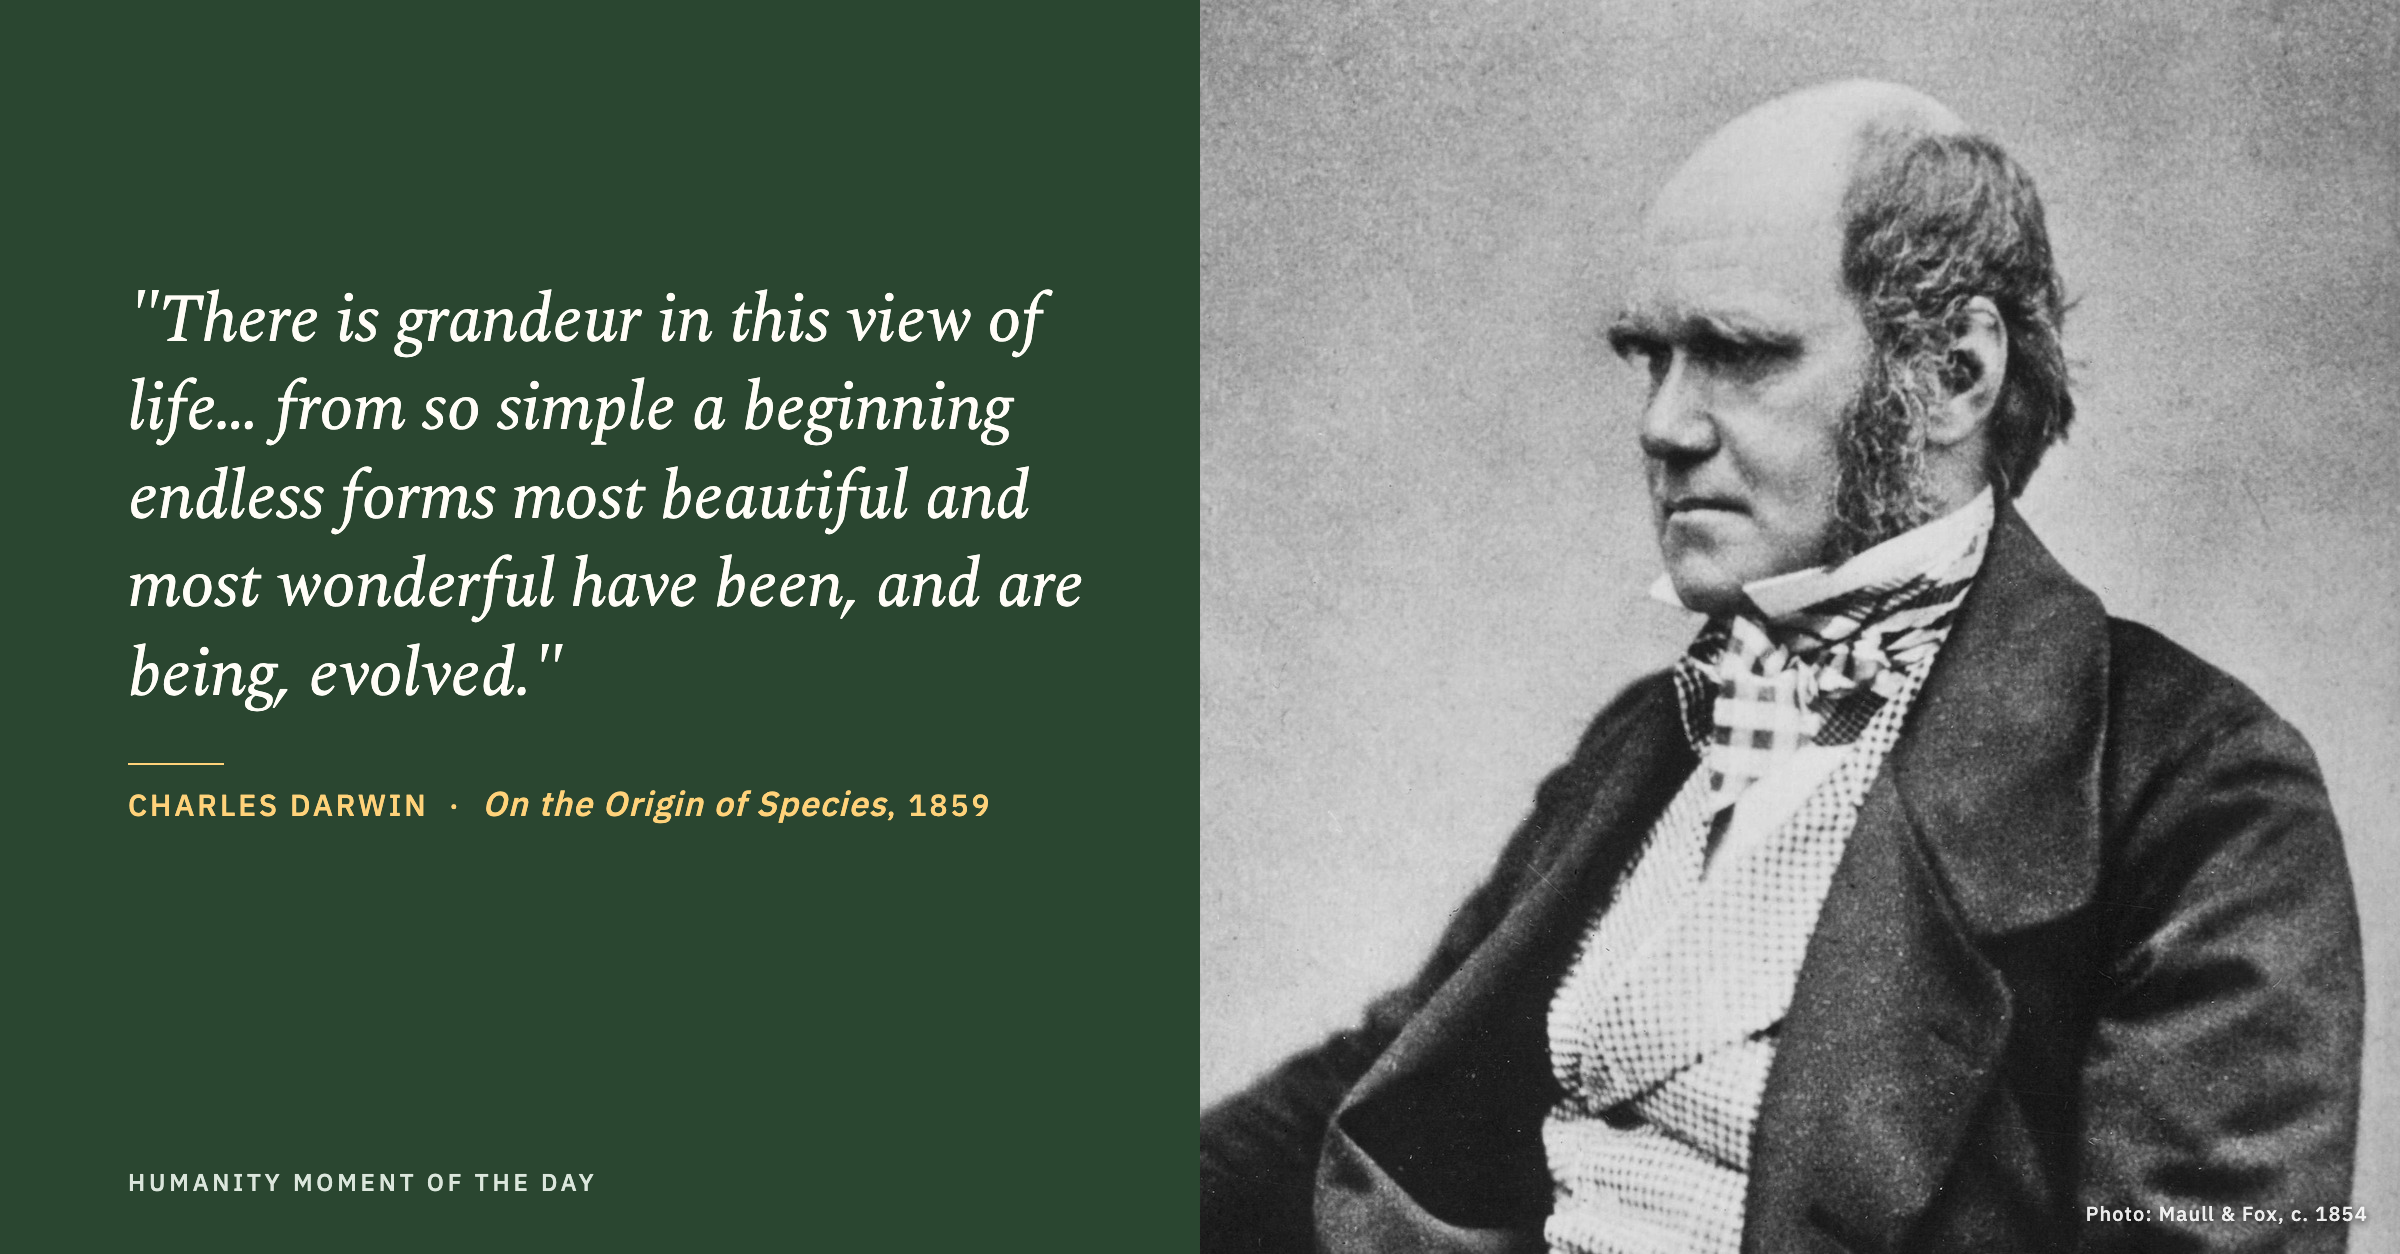 "There is grandeur in this view of
life... from so simple a beginning
endless forms most beautiful and
most wonderful have been, and are
being, evolved."
CHARLES DARWIN · On the Origin of Species, 1859
HUMANITY MOMENT OF THE DAY
Photo: Maull & Fox, c. 1854